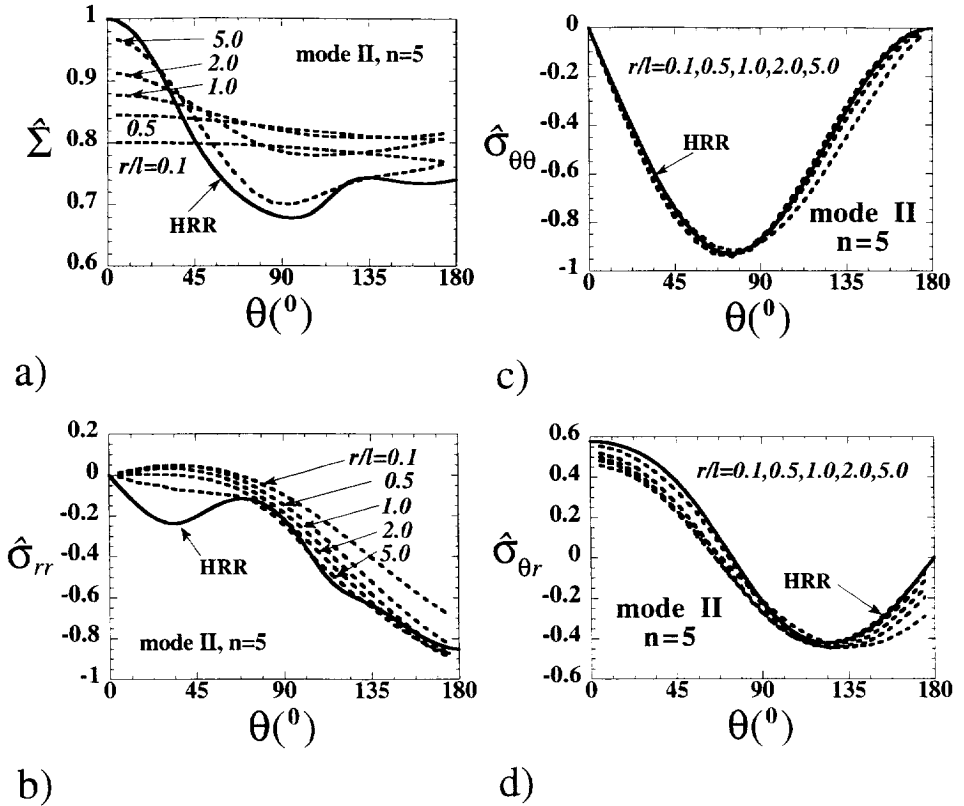 1
0.9
0.8
0.7
0.6
Σ̂
5.0
2.0
1.0
0.5
r/l=0.1
mode II, n=5
HRR
0 45 90 135 180
θ(⁰)
a)
0
-0.2
-0.4
-0.6
-0.8
-1
σ̂θθ
r/l=0.1,0.5,1.0,2.0,5.0
HRR
mode II
n=5
0 45 90 135 180
θ(⁰)
c)
0.2
0
-0.2
-0.4
-0.6
-0.8
-1
σ̂rr
r/l=0.1
0.5
1.0
2.0
5.0
HRR
mode II, n=5
0 45 90 135 180
θ(⁰)
b)
0.6
0.4
0.2
0
-0.2
-0.4
-0.6
σ̂θr
r/l=0.1,0.5,1.0,2.0,5.0
HRR
mode II
n=5
0 45 90 135 180
θ(⁰)
d)